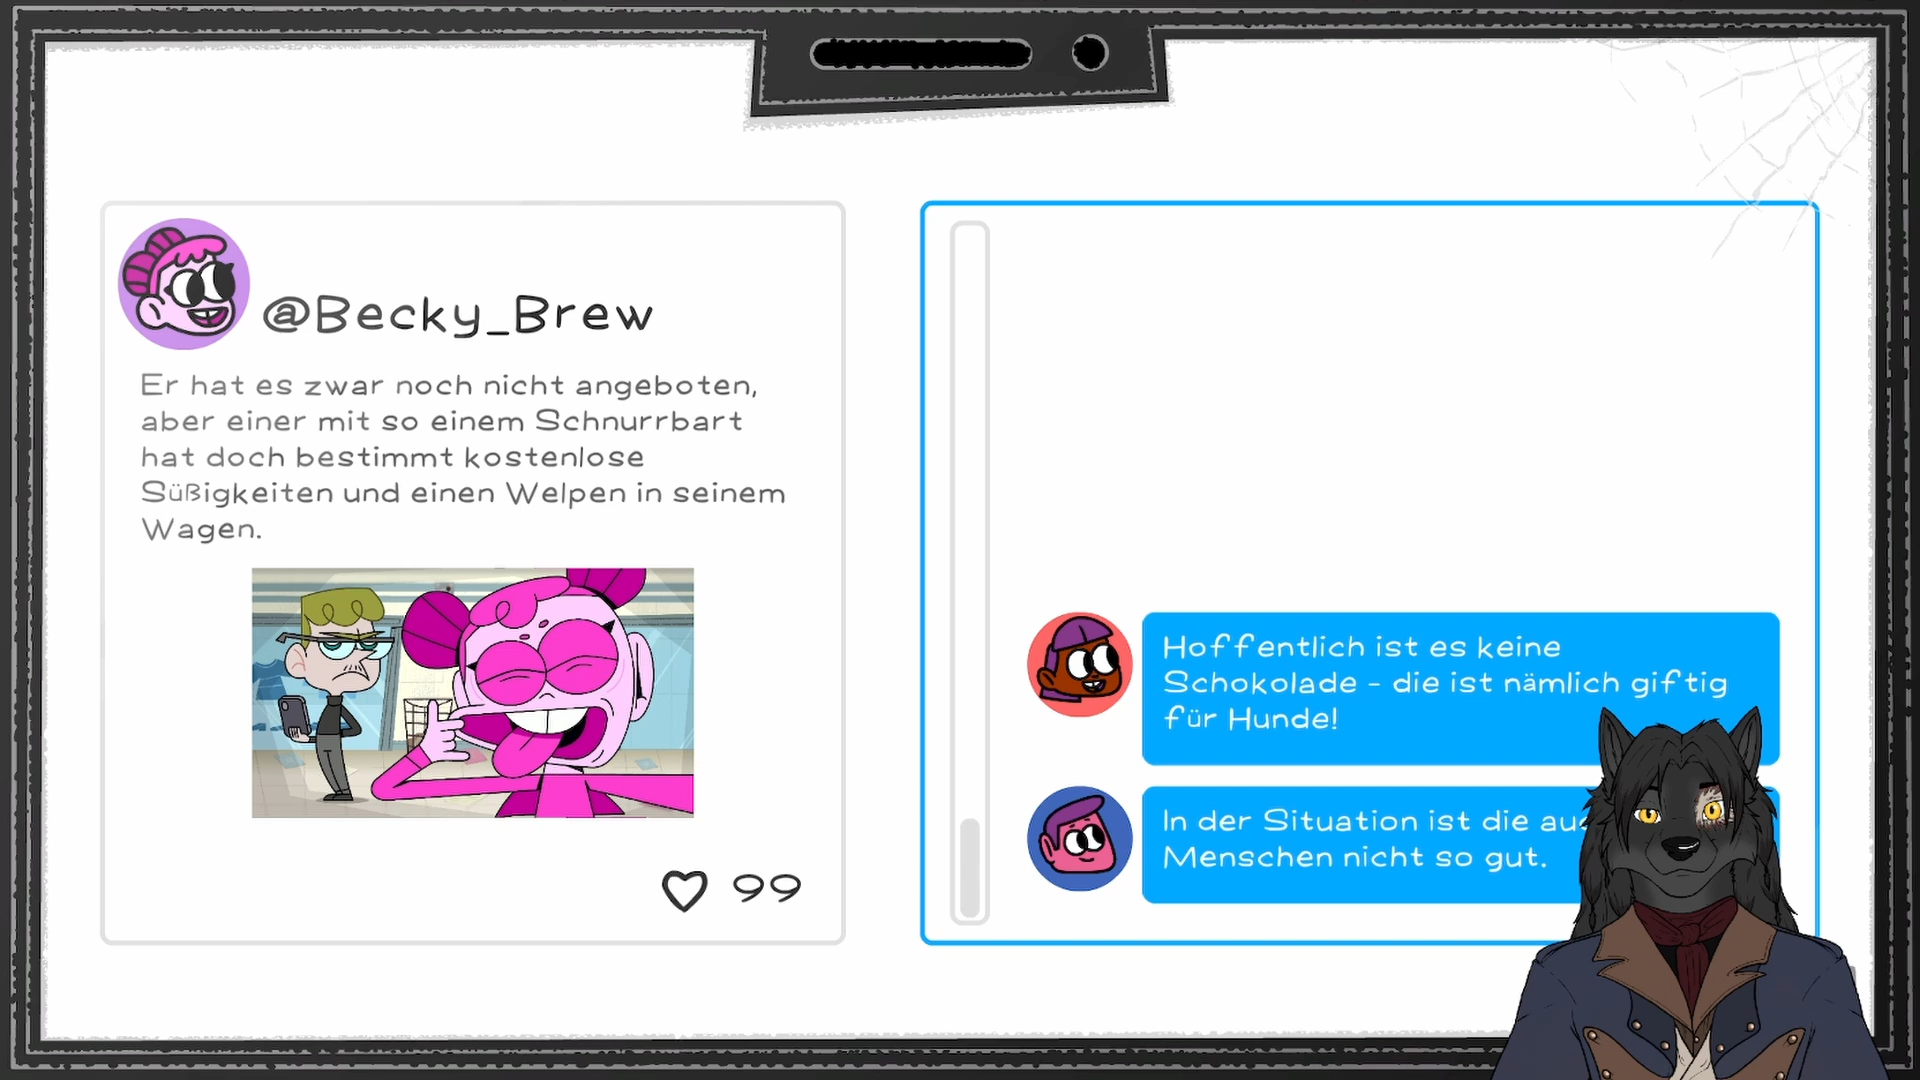 @Becky_Brew
Er hat es zwar noch nicht angeboten,
aber einer mit so einem Schnurrbart
hat doch bestimmt kostenlose
Süßigkeiten und einen Welpen in seinem
Wagen.
99
Hoffentlich ist es keine
Schokolade - die ist nämlich giftig
für Hunde!
In der Situation ist die
Menschen nicht so gut.